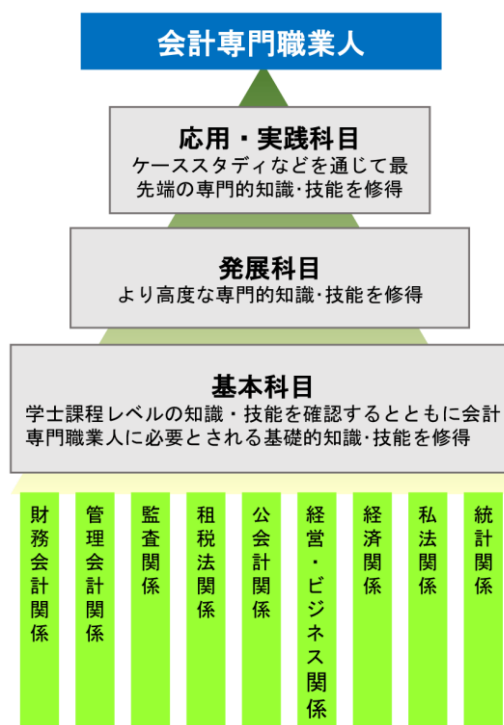 会計専門職業人
応用・実践科目
ケーススタディなどを通じて最
先端の専門的知識･技能を修得
発展科目
より高度な専門的知識･技能を修得
基本科目
学士課程レベルの知識・技能を確認するとともに会計
専門職業人に必要とされる基礎的知識･技能を修得
財務会計関係
管理会計関係
監査関係
租税法関係
公会計関係
経営・ビジネス関係
経済関係
私法関係
統計関係